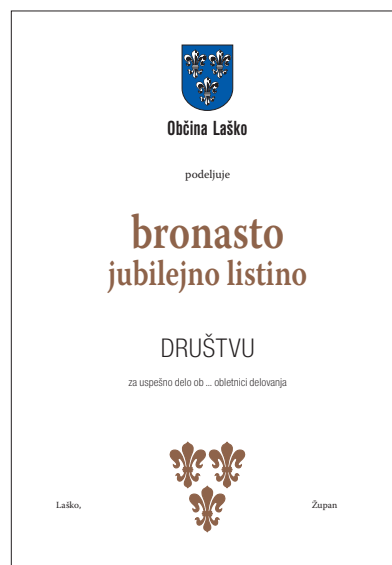 Občina Laško
podeljuje
bronasto
jubilejno listino
DRUŠTVU
za uspešno delo ob ... obletnici delovanja
Laško,
Župan